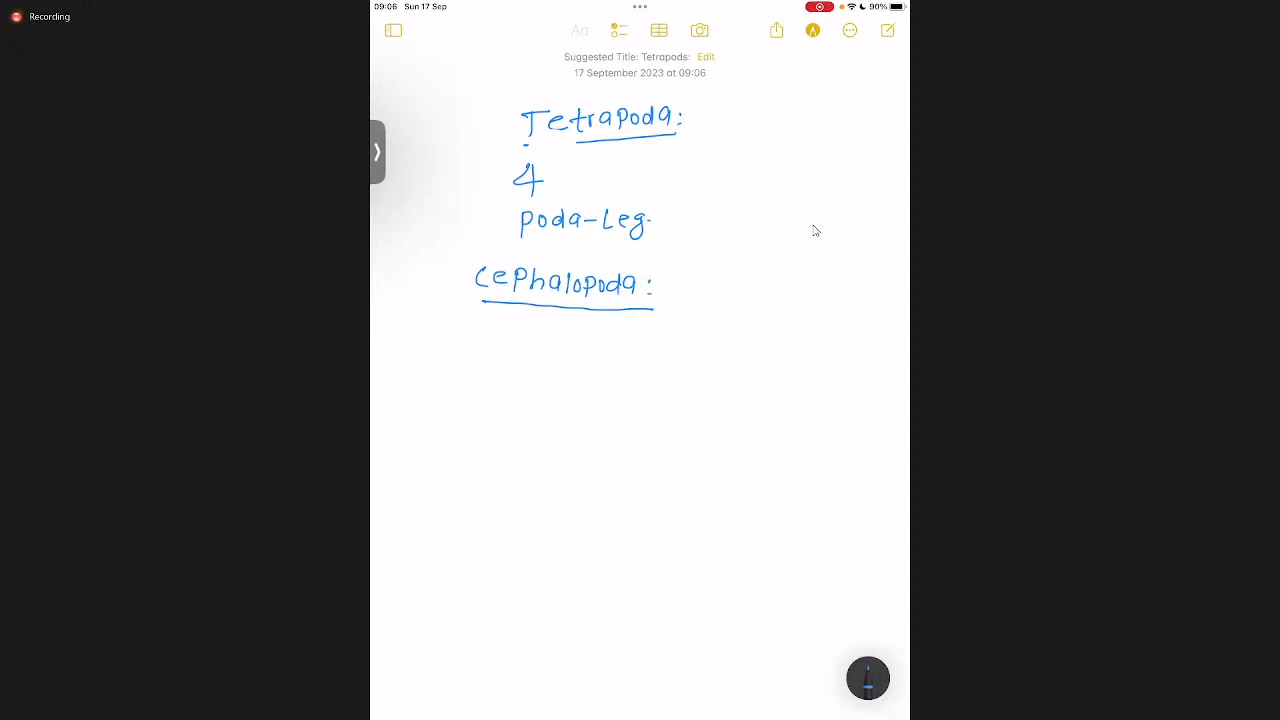 Recording
09:06 Sun 17 Sep
90%
Suggested Title: Tetrapods: Edit
17 September 2023 at 09:06
Tetrapoda:
4
Poda-Leg.
Cephalopoda: